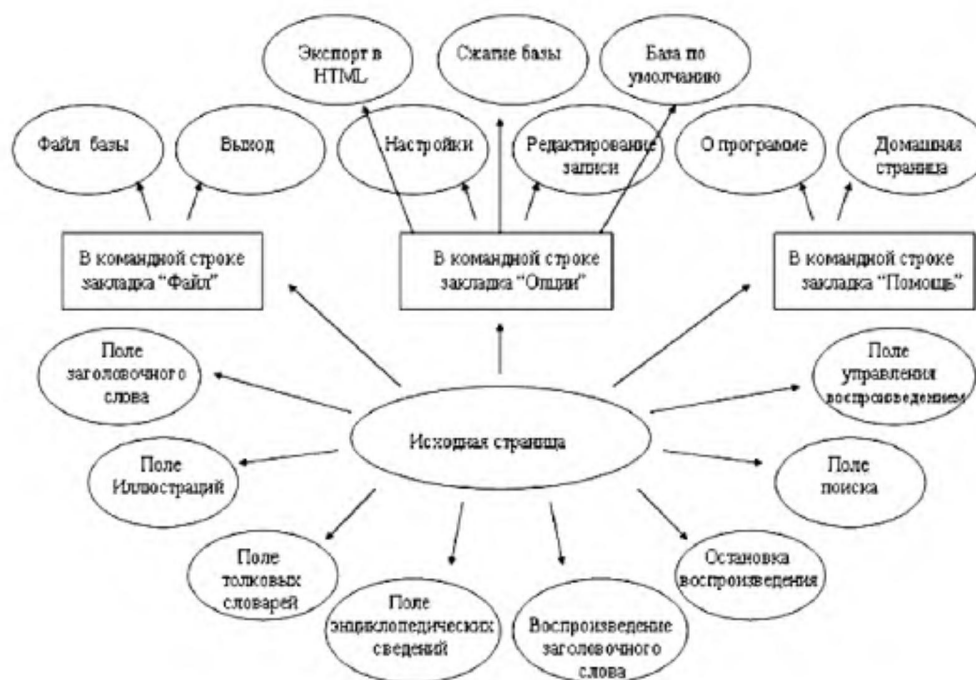 Экспорт в
HTML
Сжатие базы
База по
умолчанию
Файл базы
Выход
Настройки
Редактирование
записи
О программе
Домашняя
страница
В командной строке
закладка “Файл”
В командной строке
закладка “Опции”
В командной строке
закладка “Помощь”
Поле
заголовочного
слова
Поле
управления
воспроизведением
Исходная страница
Поле
Иллюстраций
Поле
поиска
Поле
толковых
словарей
Остановка
воспроизведения
Поле
энциклопедических
сведений
Воспроизведение
заголовочного
слова